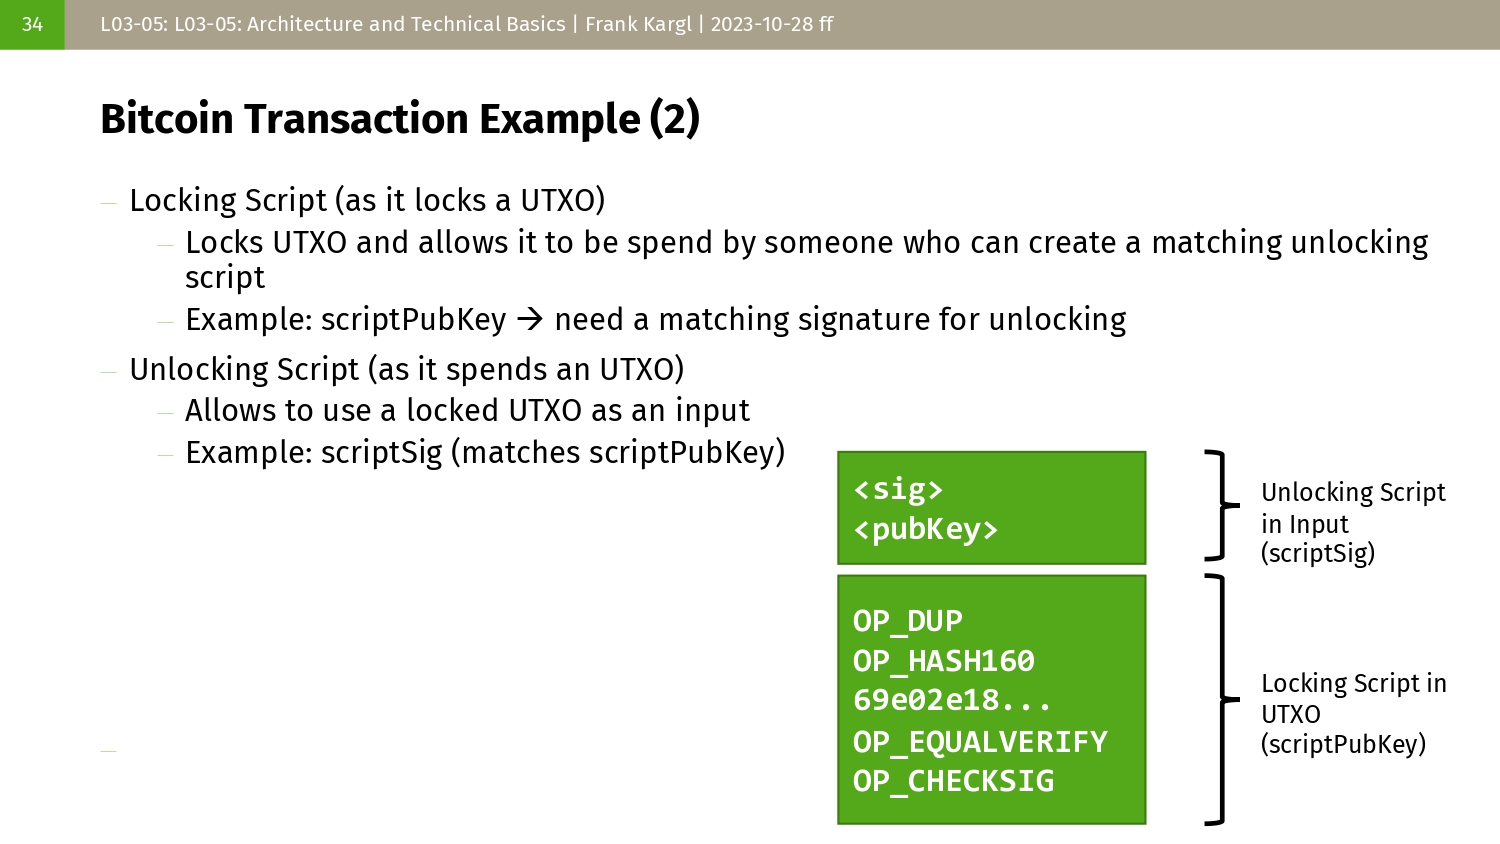 34
L03-05: L03-05: Architecture and Technical Basics | Frank Kargl | 2023-10-28 ff
Bitcoin Transaction Example (2)
– Locking Script (as it locks a UTXO)
– Locks UTXO and allows it to be spend by someone who can create a matching unlocking
script
– Example: scriptPubKey → need a matching signature for unlocking
– Unlocking Script (as it spends an UTXO)
– Allows to use a locked UTXO as an input
– Example: scriptSig (matches scriptPubKey)
<sig>
<pubKey>
Unlocking Script
in Input
(scriptSig)
OP_DUP
OP_HASH160
69e02e18...
OP_EQUALVERIFY
OP_CHECKSIG
Locking Script in
UTXO
(scriptPubKey)
–